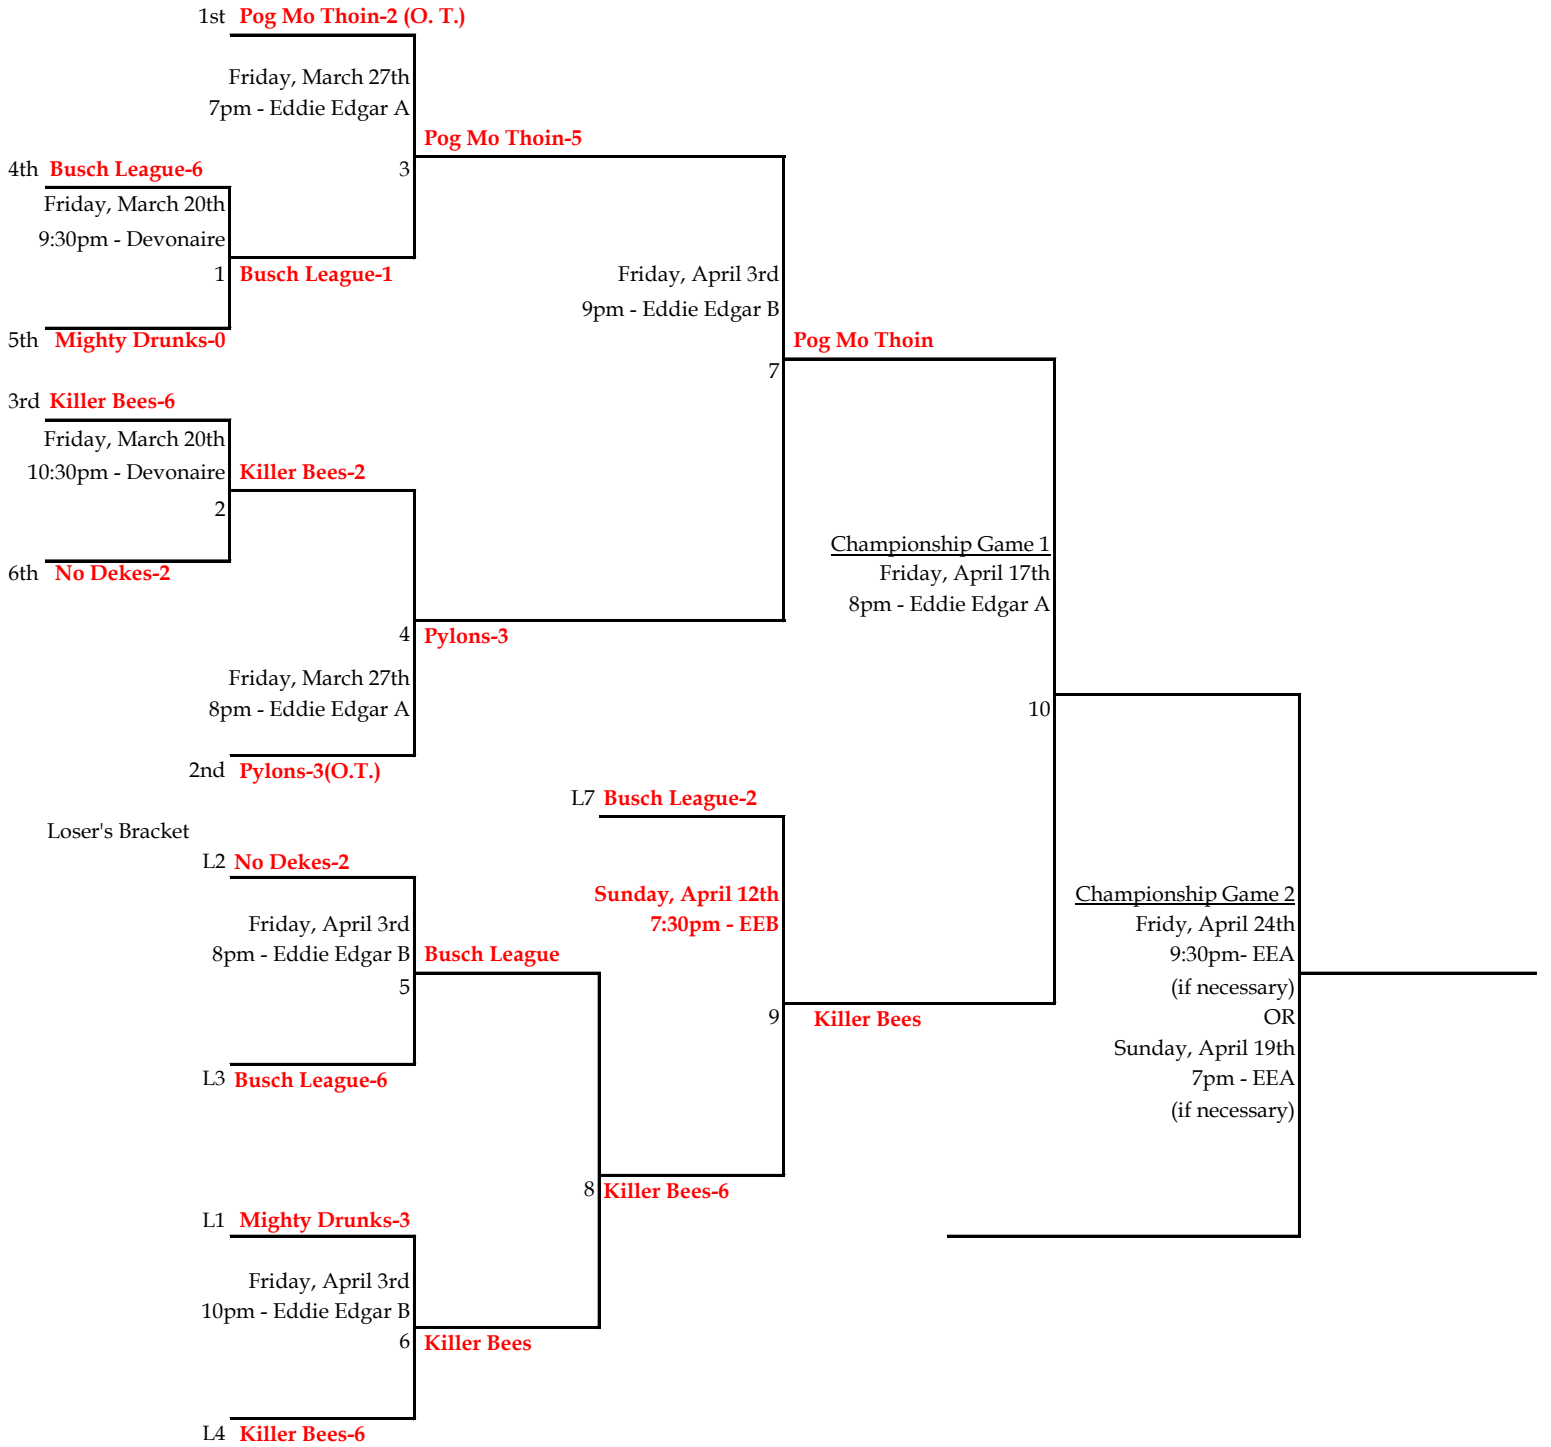 1st Pog Mo Thoin-2 (O. T.)
Friday, March 27th
7pm - Eddie Edgar A
Pog Mo Thoin-5
4th Busch League-6
3
Friday, March 20th
9:30pm - Devonaire
1 Busch League-1
Friday, April 3rd
9pm - Eddie Edgar B
5th Mighty Drunks-0
Pog Mo Thoin
7
3rd Killer Bees-6
Friday, March 20th
10:30pm - Devonaire
Killer Bees-2
2
Championship Game 1
6th No Dekes-2
Friday, April 17th
8pm - Eddie Edgar A
4 Pylons-3
Friday, March 27th
8pm - Eddie Edgar A
10
2nd Pylons-3(O.T.)
L7 Busch League-2
Loser's Bracket
L2 No Dekes-2
Sunday, April 12th
7:30pm - EEB
Championship Game 2
Fridy, April 24th
9:30pm- EEA
(if necessary)
OR
Sunday, April 19th
7pm - EEA
(if necessary)
Friday, April 3rd
8pm - Eddie Edgar B
Busch League
5
9 Killer Bees
L3 Busch League-6
8 Killer Bees-6
L1 Mighty Drunks-3
Friday, April 3rd
10pm - Eddie Edgar B
6 Killer Bees
L4 Killer Bees-6